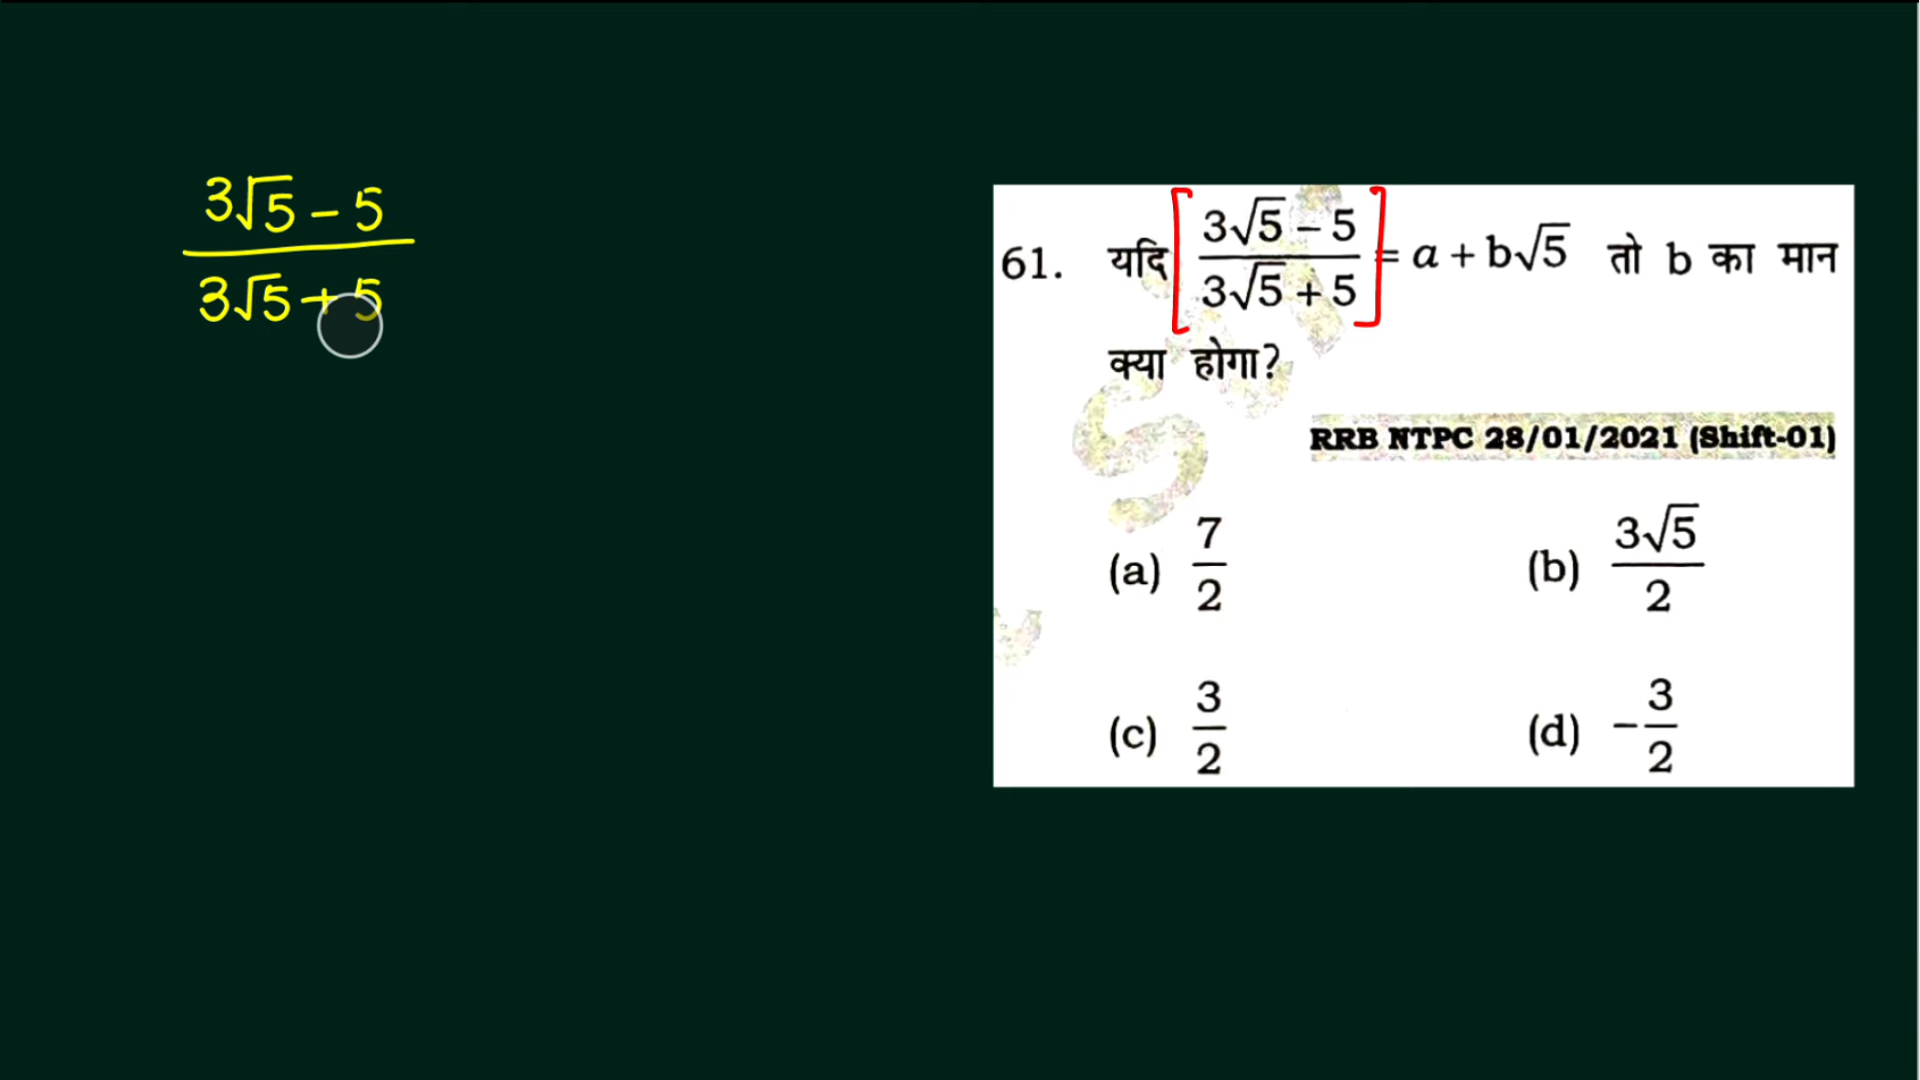 3√5 - 5
3√5 + 5
61. यदि [3√5 - 5 / 3√5 + 5] = a + b√5 तो b का मान
क्या होगा?
RRB NTPC 28/01/2021 (Shift-01)
(a) 7/2 (b) 3√5/2
(c) 3/2 (d) -3/2